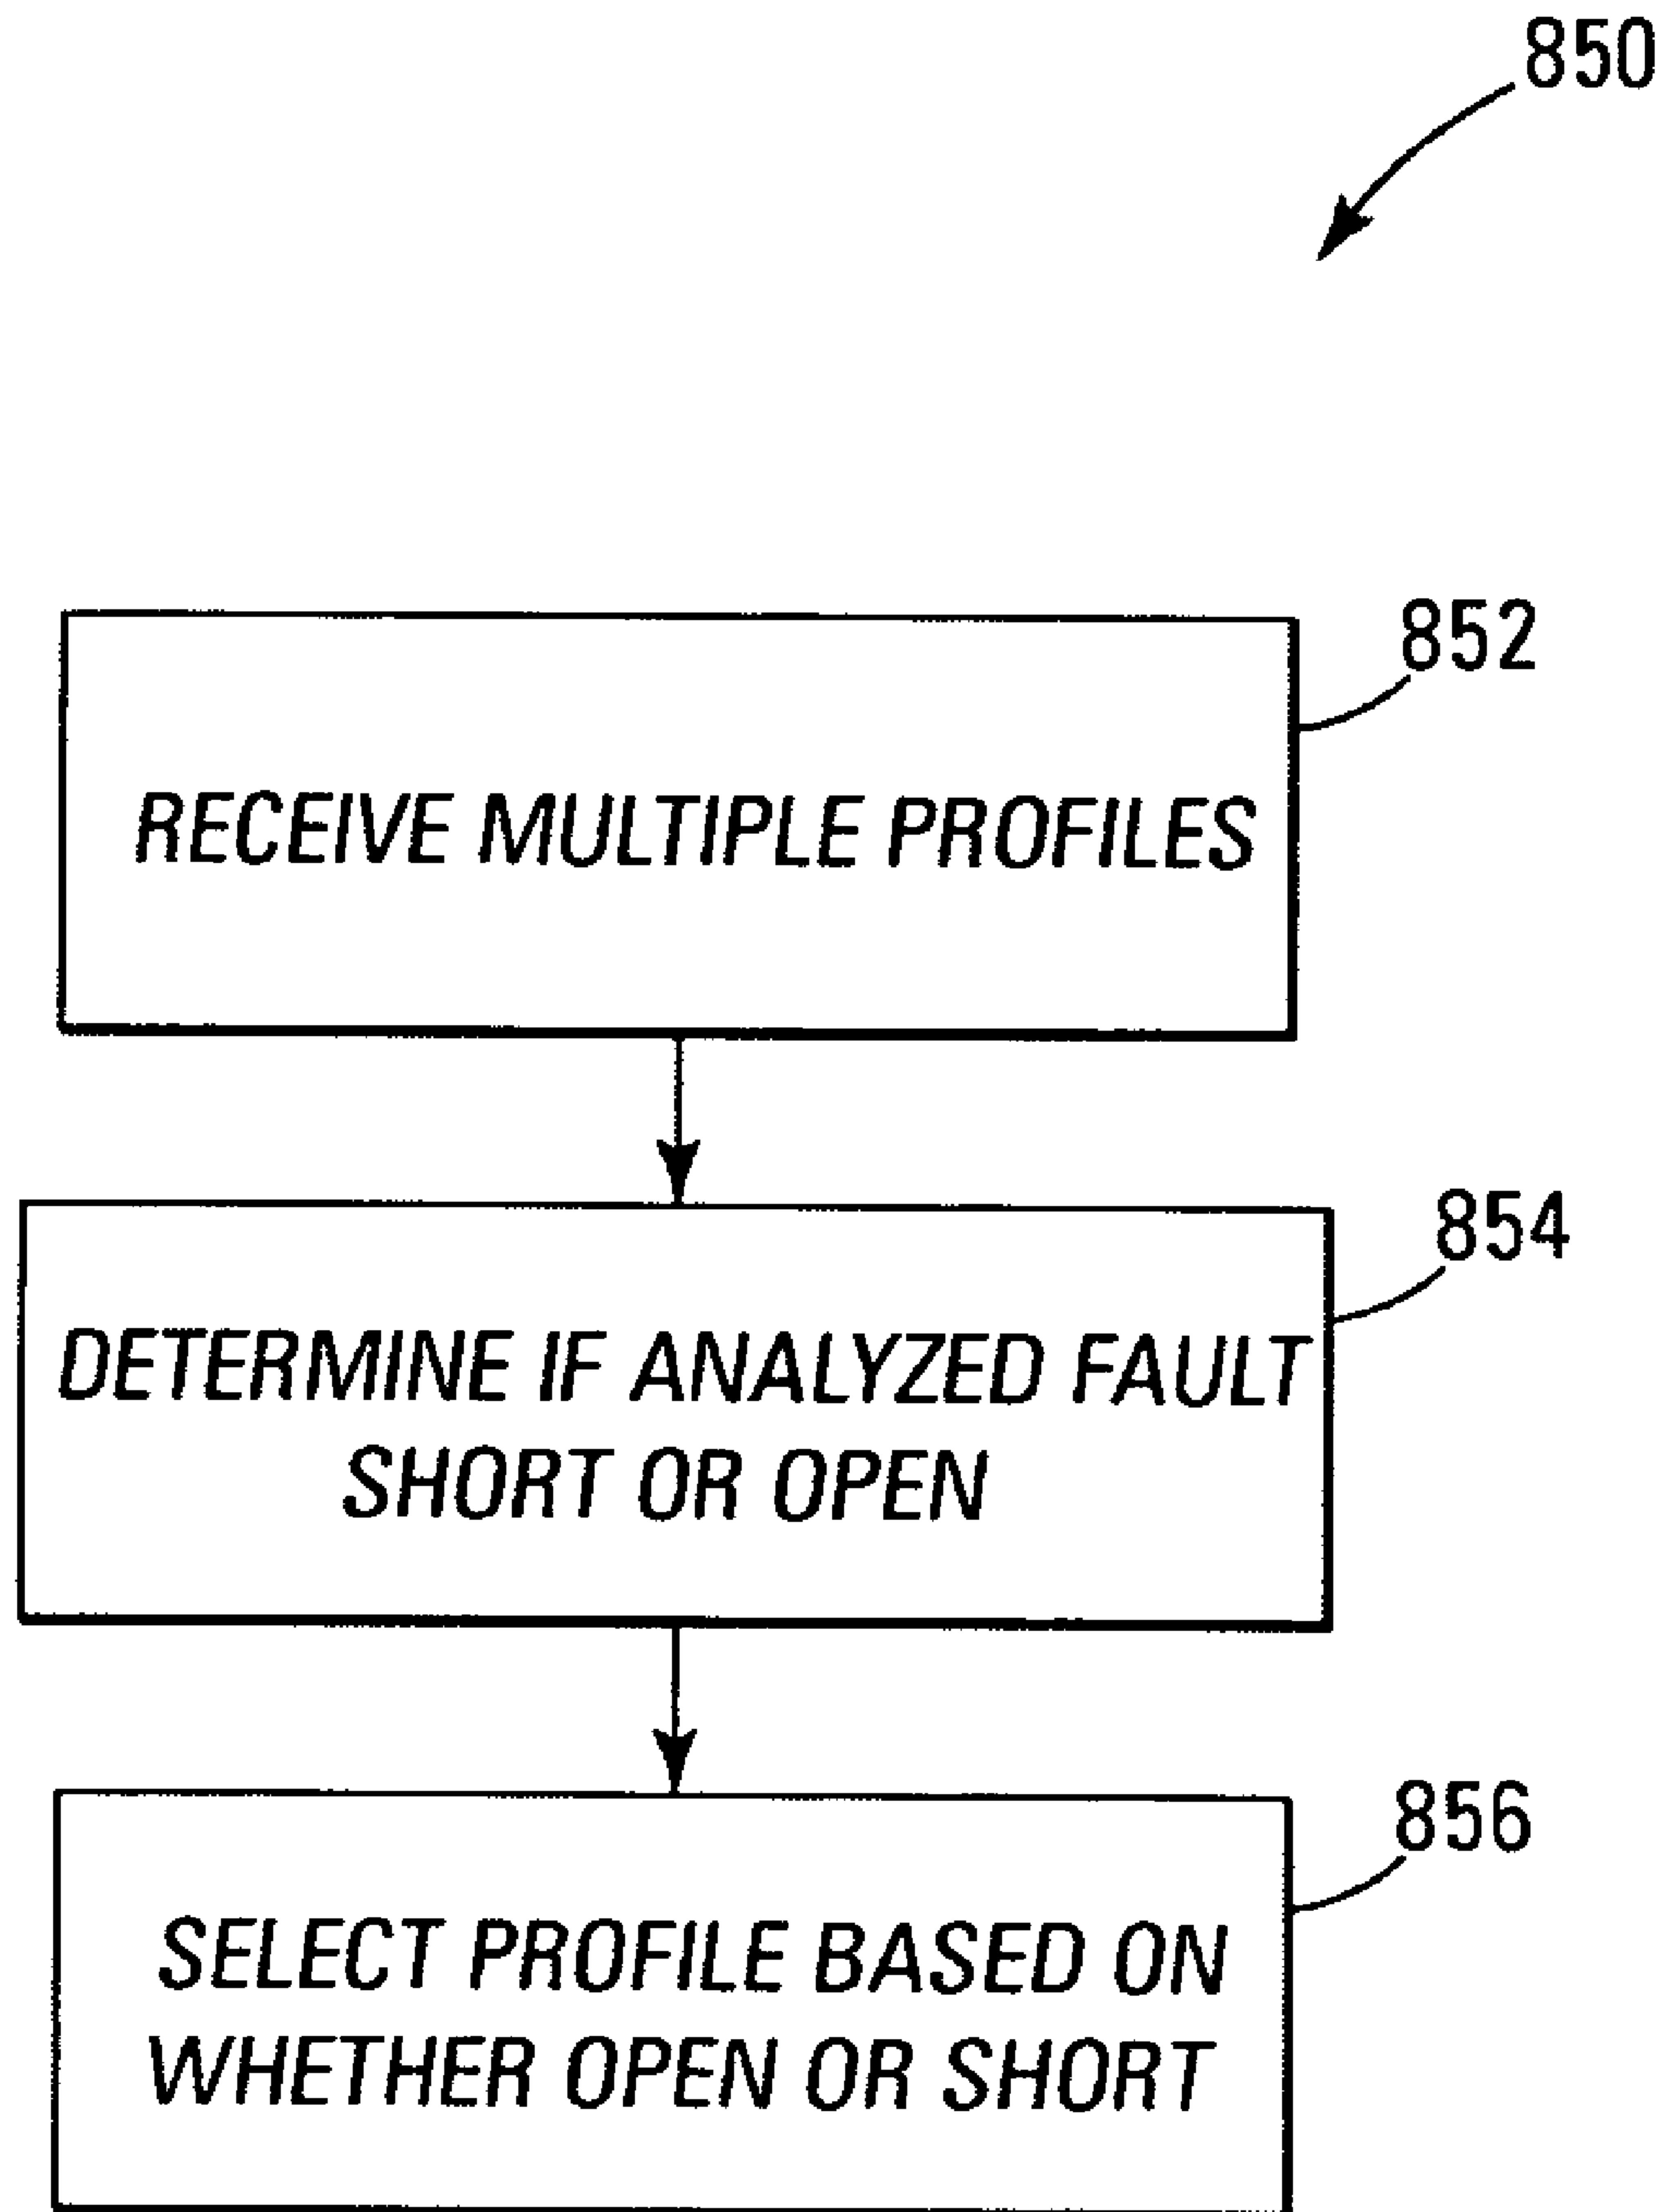 850
852
RECEIVE MULTIPLE PROFILES
854
DETERMINE IF ANALYZED FAULT
SHORT OR OPEN
856
SELECT PROFILE BASED ON
WHETHER OPEN OR SHORT